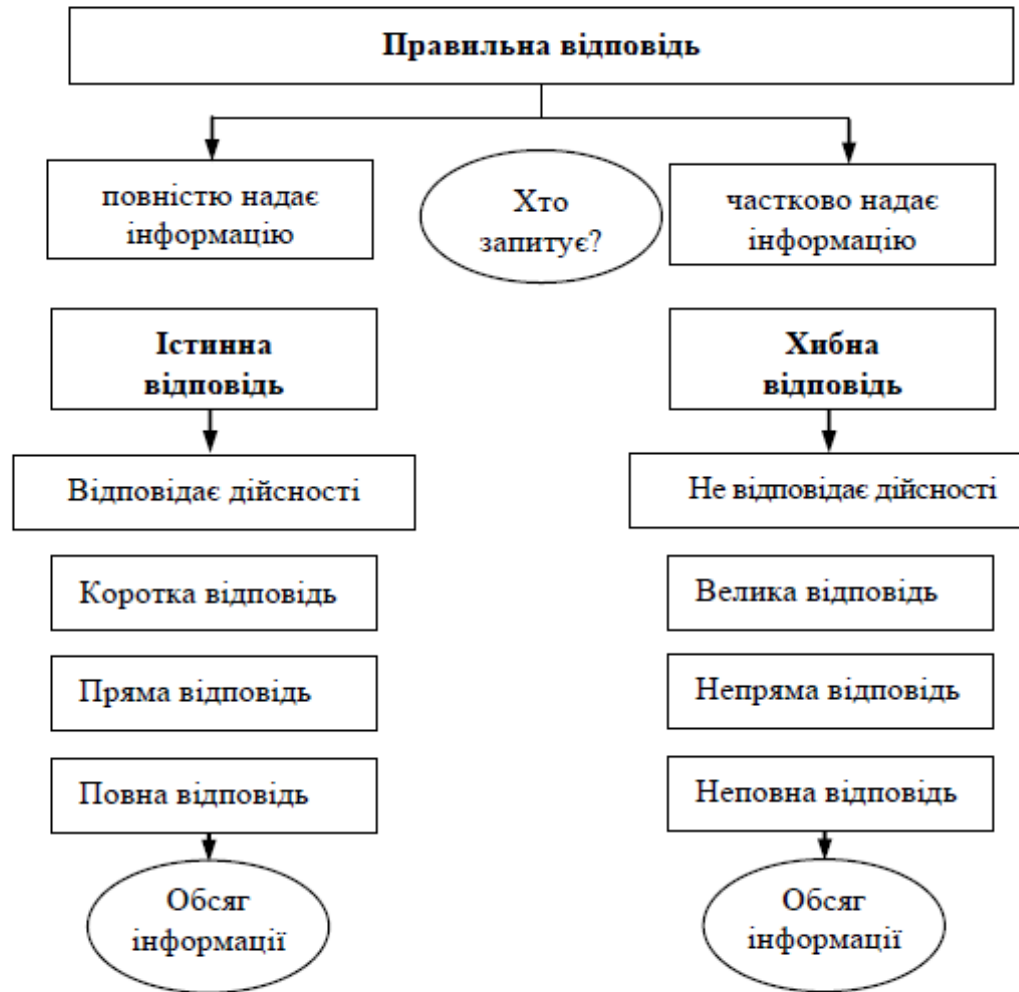 Правильна відповідь
повністю надає
інформацію
Хто
запитує?
частково надає
інформацію
Істинна
відповідь
Хибна
відповідь
Відповідає дійсності
Не відповідає дійсності
Коротка відповідь
Велика відповідь
Пряма відповідь
Непряма відповідь
Повна відповідь
Неповна відповідь
Обсяг
інформації
Обсяг
інформації